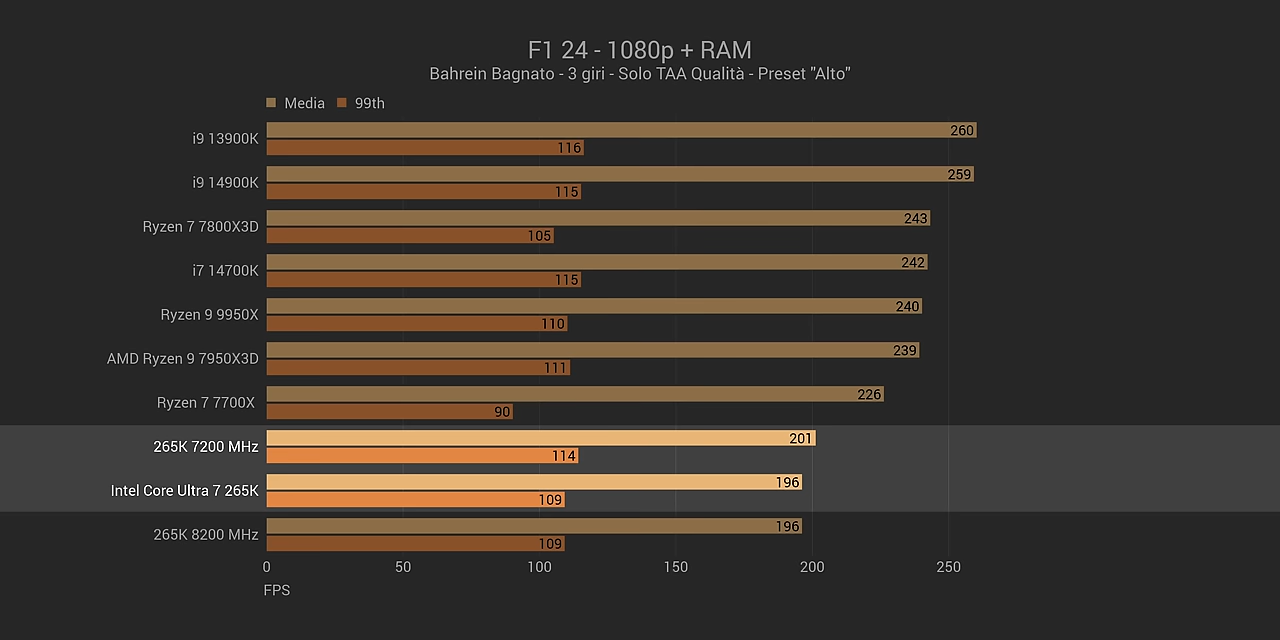 F1 24 - 1080p + RAM
Bahrein Bagnato - 3 giri - Solo TAA Qualità - Preset "Alto"
Media 99th
i9 13900K 260
116
i9 14900K 259
115
Ryzen 7 7800X3D 243
105
i7 14700K 242
115
Ryzen 9 9950X 240
110
AMD Ryzen 9 7950X3D 239
111
Ryzen 7 7700X 226
90
265K 7200 MHz 201
114
Intel Core Ultra 7 265K 196
109
265K 8200 MHz 196
109
0 50 100 150 200 250
FPS